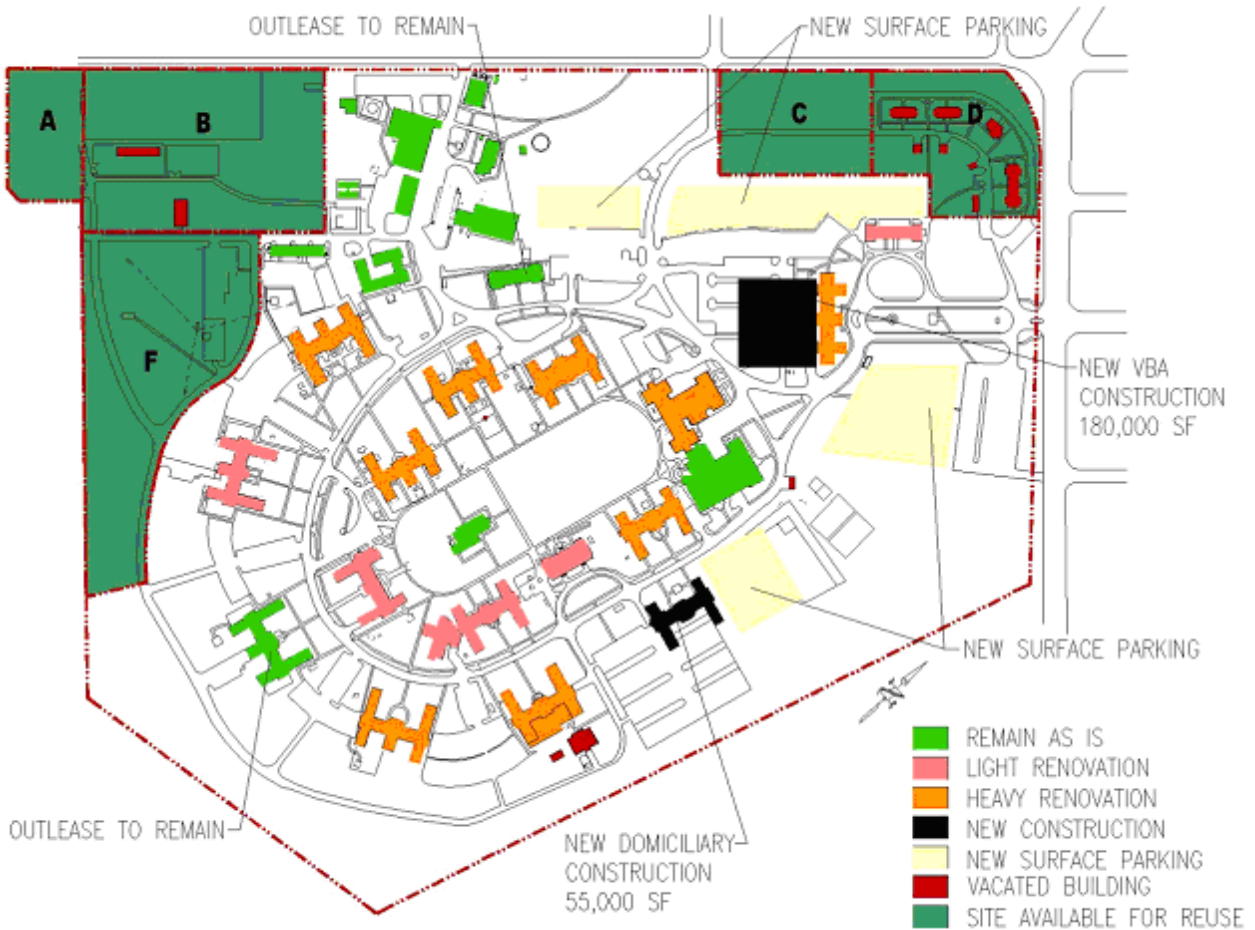 OUTLEASE TO REMAIN
NEW SURFACE PARKING
A
B
C
D
F
NEW VBA
CONSTRUCTION
180,000 SF
NEW SURFACE PARKING
OUTLEASE TO REMAIN
NEW DOMICILIARY
CONSTRUCTION
55,000 SF
REMAIN AS IS
LIGHT RENOVATION
HEAVY RENOVATION
NEW CONSTRUCTION
NEW SURFACE PARKING
VACATED BUILDING
SITE AVAILABLE FOR REUSE